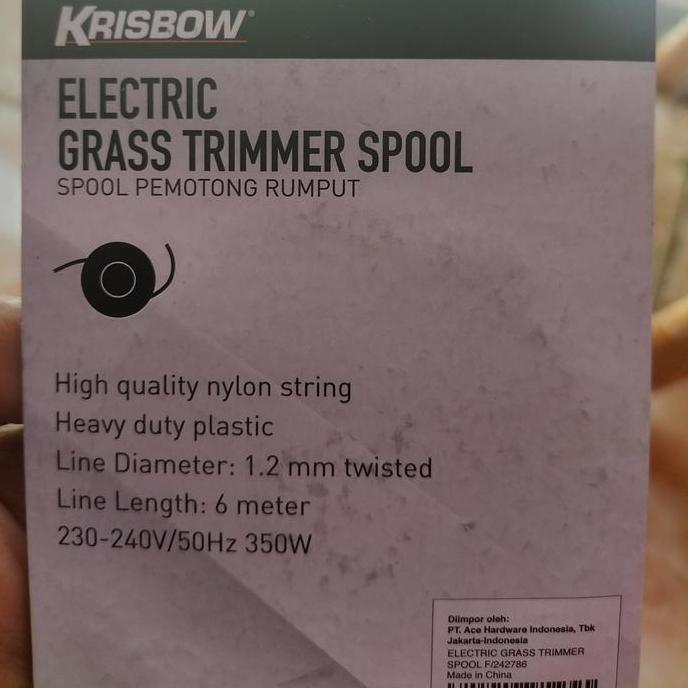 KRISBOW®
ELECTRIC
GRASS TRIMMER SPOOL
SPOOL PEMOTONG RUMPUT
High quality nylon string
Heavy duty plastic
Line Diameter: 1.2 mm twisted
Line Length: 6 meter
230-240V/50Hz 350W
Diimpor oleh:
PT. Ace Hardware Indonesia, Tbk
Jakarta-Indonesia
ELECTRIC GRASS TRIMMER
SPOOL F/242786
Made in China